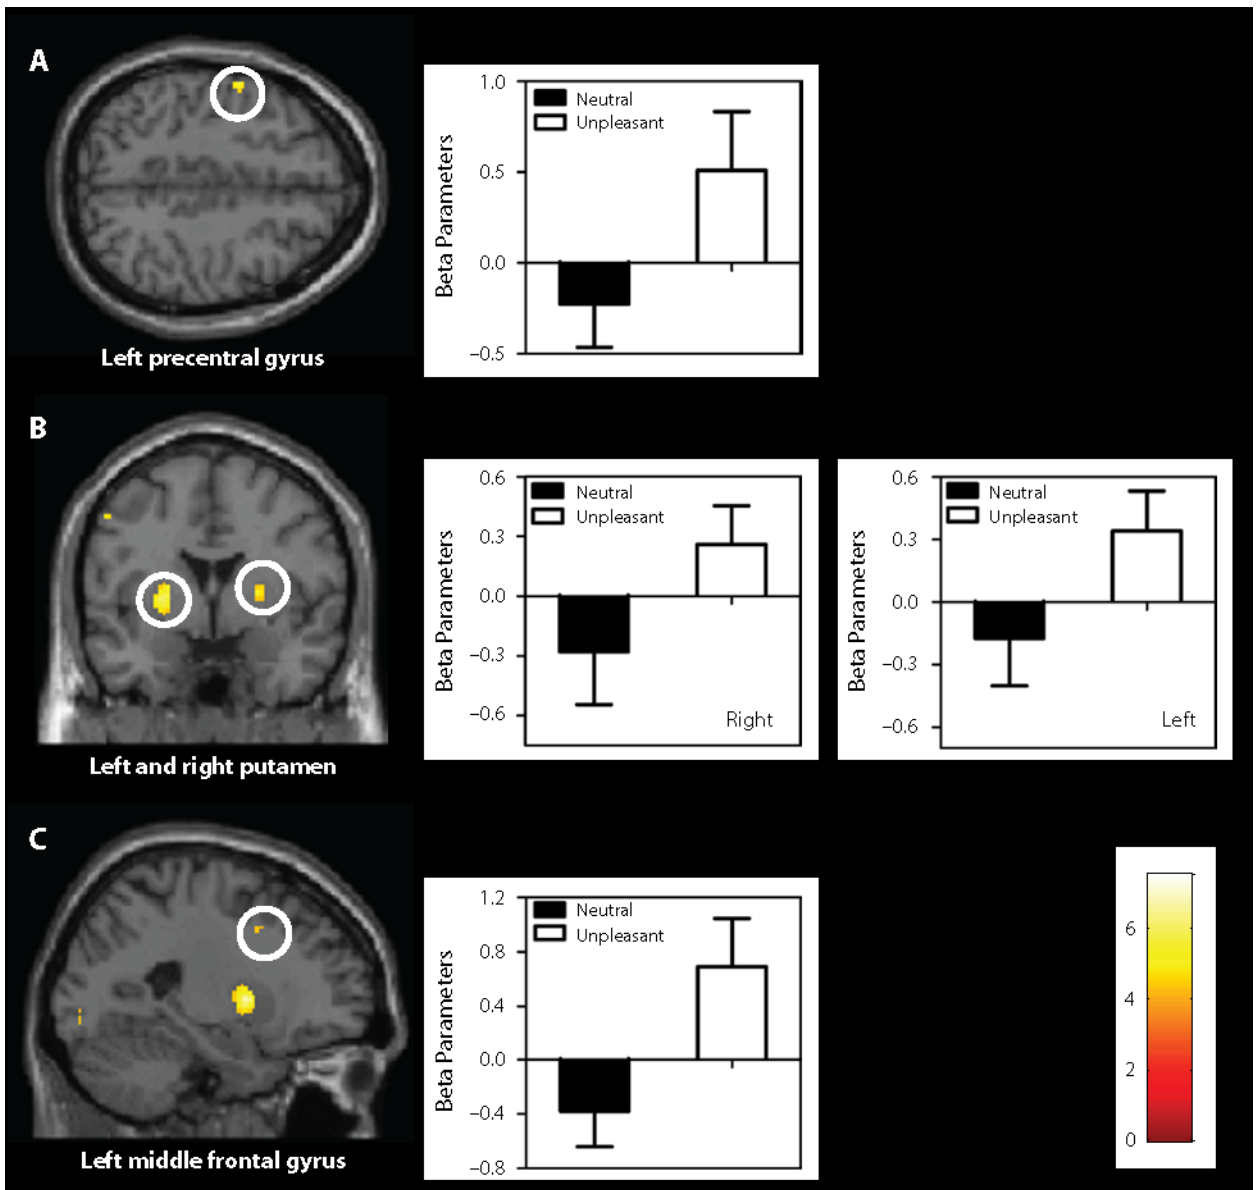 A
Left precentral gyrus
Beta Parameters
1.0
0.5
0.0
–0.5
Neutral
Unpleasant
B
Left and right putamen
Beta Parameters
0.6
0.3
0.0
–0.3
–0.6
Neutral
Unpleasant
Right
Beta Parameters
0.6
0.3
0.0
–0.3
–0.6
Neutral
Unpleasant
Left
C
Left middle frontal gyrus
Beta Parameters
1.2
0.8
0.4
0.0
–0.4
–0.8
Neutral
Unpleasant
6
4
2
0